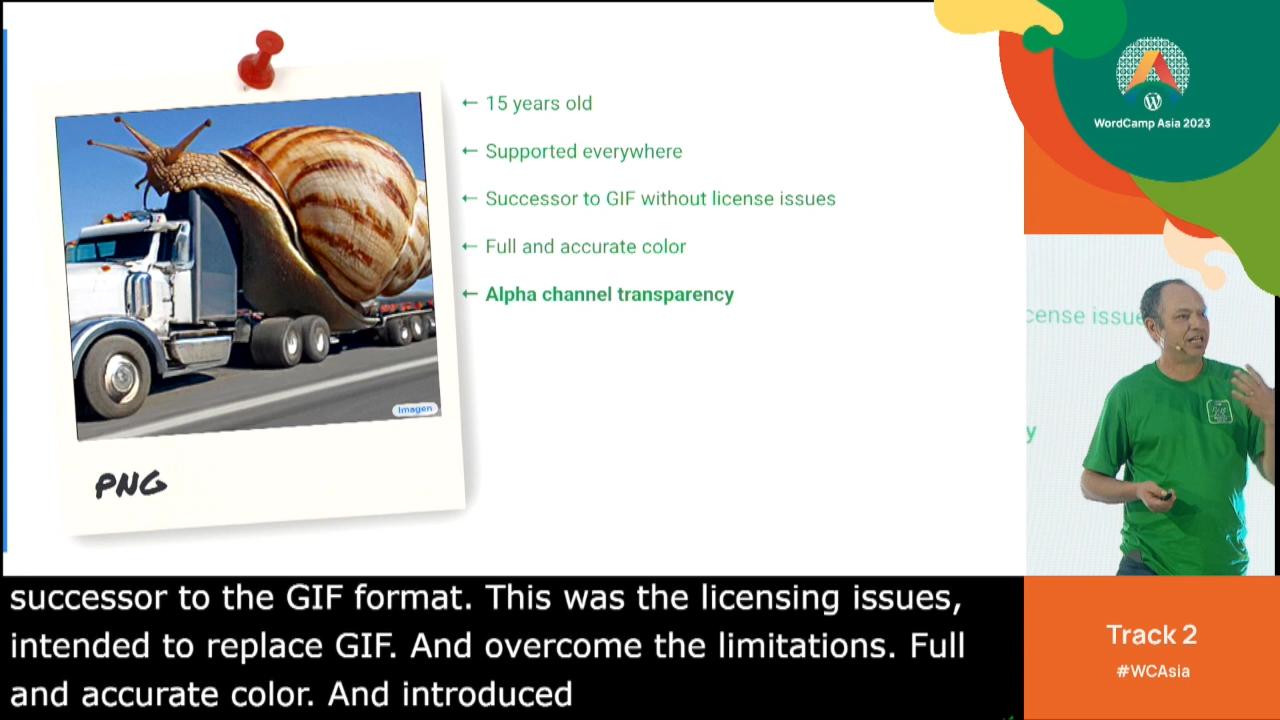 ← 15 years old
← Supported everywhere
← Successor to GIF without license issues
← Full and accurate color
← Alpha channel transparency
Imagen
PNG
WordCamp Asia 2023
cense issue
y
successor to the GIF format. This was the licensing issues,
intended to replace GIF. And overcome the limitations. Full
and accurate color. And introduced
Track 2
#WCAsia